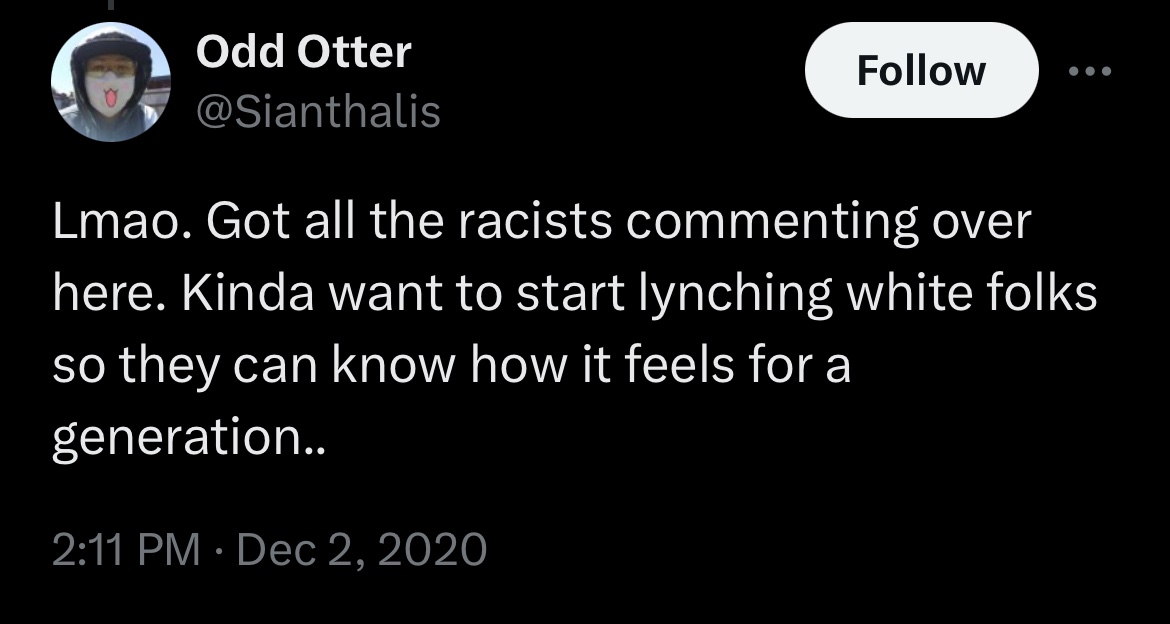 Odd Otter
@Sianthalis
Follow
Lmao. Got all the racists commenting over
here. Kinda want to start lynching white folks
so they can know how it feels for a
generation..
2:11 PM · Dec 2, 2020